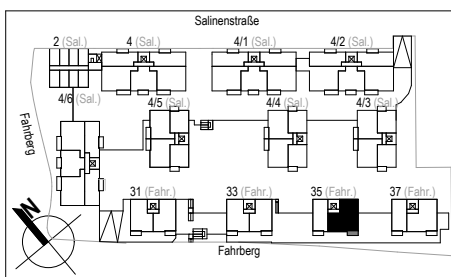 Salinenstraße
2 (Sal.) 4 (Sal.) 4/1 (Sal.) 4/2 (Sal.)
4/6 (Sal.) 4/5 (Sal.) 4/4 (Sal.) 4/3 (Sal.)
Fahrberg
31 (Fahr.) 33 (Fahr.) 35 (Fahr.) 37 (Fahr.)
N
Fahrberg